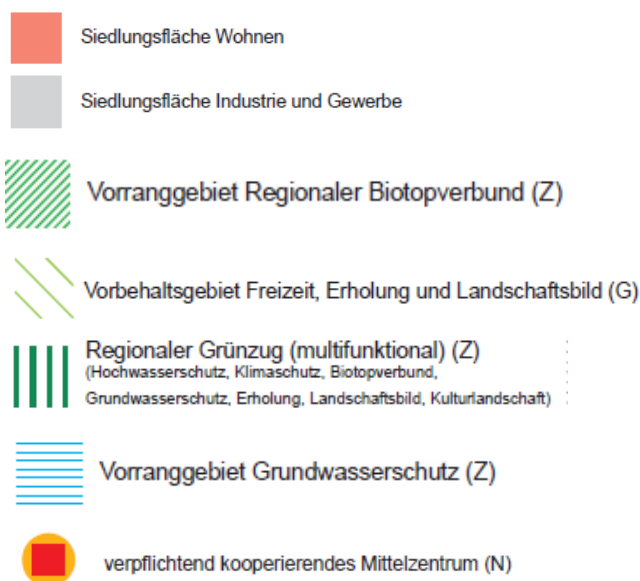 Siedlungsfläche Wohnen
Siedlungsfläche Industrie und Gewerbe
Vorranggebiet Regionaler Biotopverbund (Z)
Vorbehaltsgebiet Freizeit, Erholung und Landschaftsbild (G)
Regionaler Grünzug (multifunktional) (Z)
(Hochwasserschutz, Klimaschutz, Biotopverbund,
Grundwasserschutz, Erholung, Landschaftsbild, Kulturlandschaft)
Vorranggebiet Grundwasserschutz (Z)
verpflichtend kooperierendes Mittelzentrum (N)